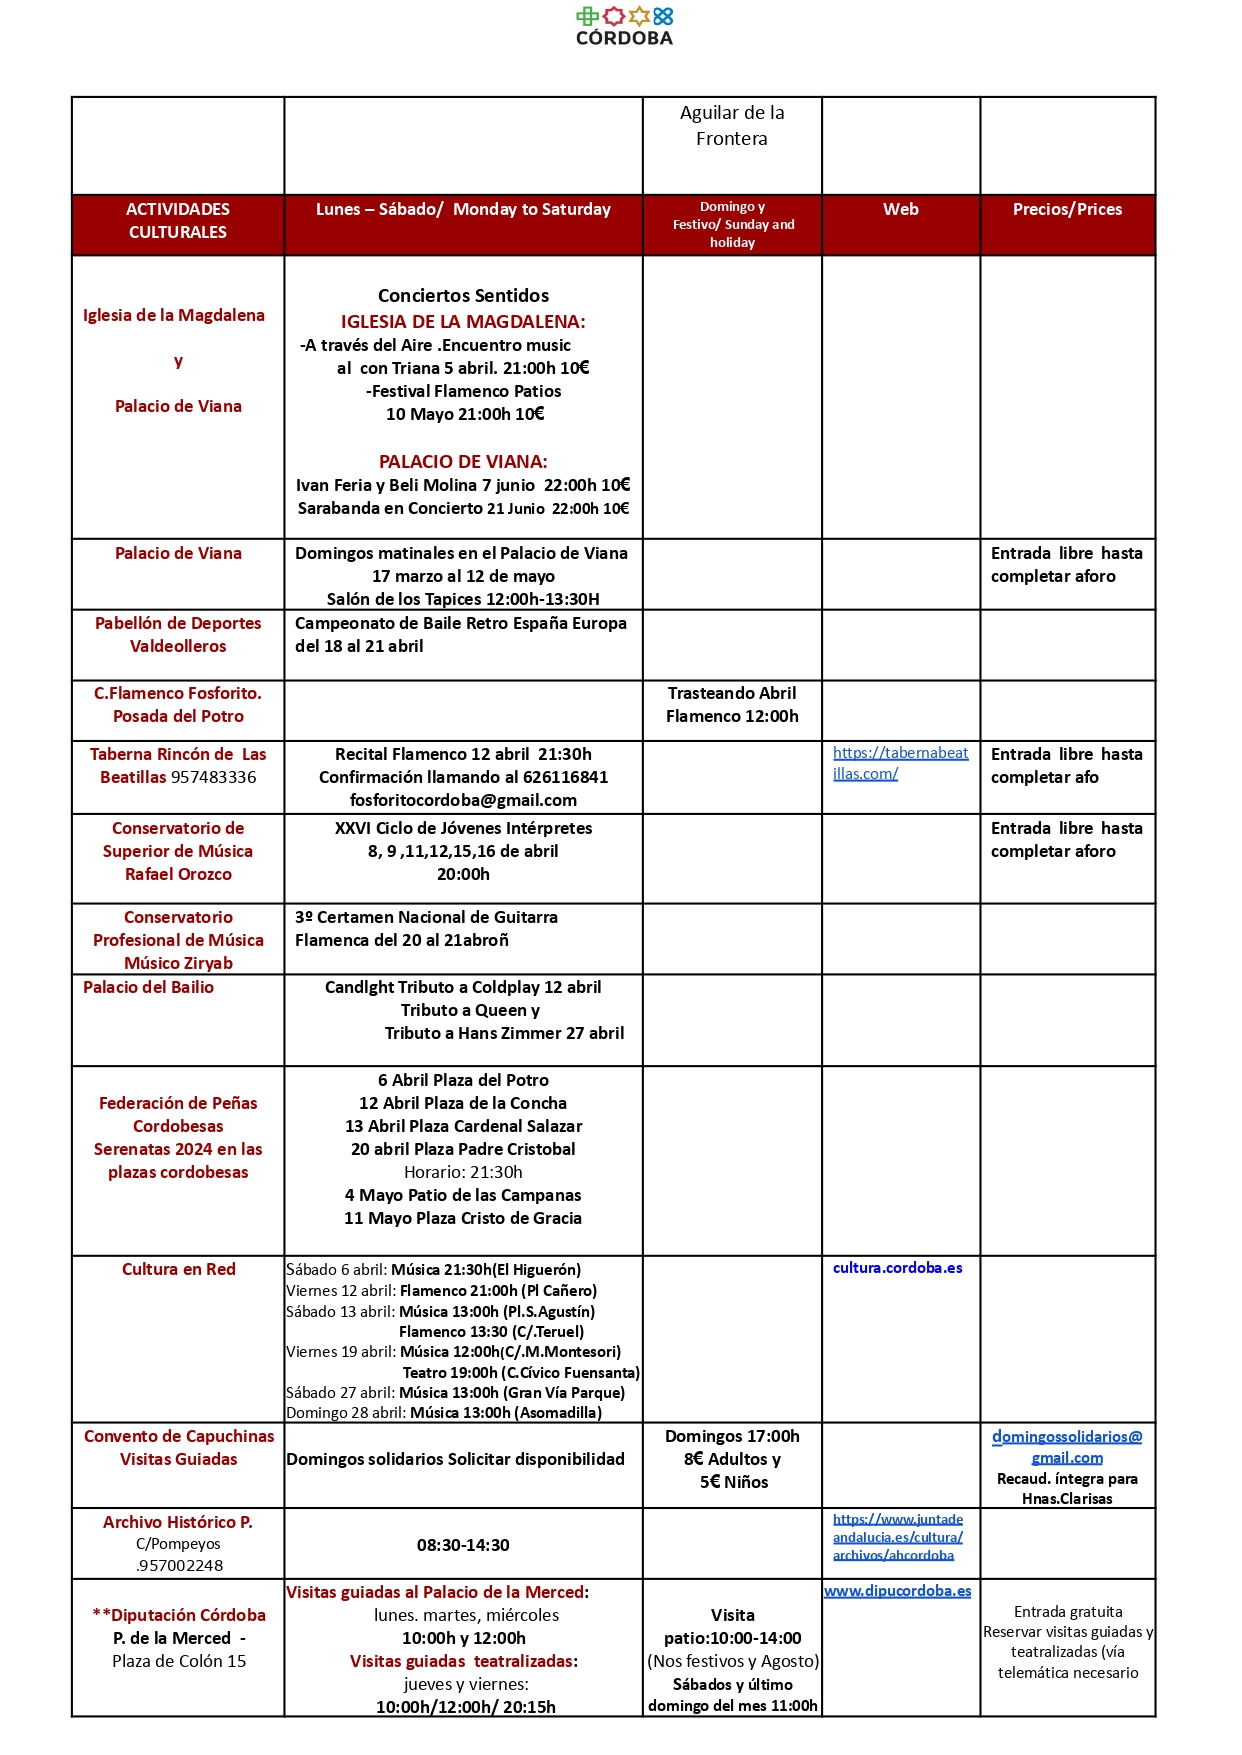 CÓRDOBA
Aguilar de la
Frontera
ACTIVIDADES
CULTURALES
Lunes – Sábado/  Monday to Saturday
Domingo y
Festivo/ Sunday and
holiday
Web
Precios/Prices
Iglesia de la Magdalena
y
Palacio de Viana
Conciertos Sentidos
IGLESIA DE LA MAGDALENA:
-A través del Aire .Encuentro music
al  con Triana 5 abril. 21:00h 10€
-Festival Flamenco Patios
10 Mayo 21:00h 10€
PALACIO DE VIANA:
Ivan Feria y Beli Molina 7 junio  22:00h 10€
Sarabanda en Concierto 21 Junio  22:00h 10€
Palacio de Viana
Domingos matinales en el Palacio de Viana
17 marzo al 12 de mayo
Salón de los Tapices 12:00h-13:30H
Entrada libre hasta
completar aforo
Pabellón de Deportes
Valdeolleros
Campeonato de Baile Retro España Europa
del 18 al 21 abril
C.Flamenco Fosforito.
Posada del Potro
Trasteando Abril
Flamenco 12:00h
Taberna Rincón de  Las
Beatillas 957483336
Recital Flamenco 12 abril  21:30h
Confirmación llamando al 626116841
fosforitocordoba@gmail.com
https://tabernabeat
illas.com/
Entrada libre hasta
completar afo
Conservatorio de
Superior de Música
Rafael Orozco
XXVI Ciclo de Jóvenes Intérpretes
8, 9 ,11,12,15,16 de abril
20:00h
Entrada libre hasta
completar aforo
Conservatorio
Profesional de Música
Músico Ziryab
3º Certamen Nacional de Guitarra
Flamenca del 20 al 21abroñ
Palacio del Bailio
Candlght Tributo a Coldplay 12 abril
Tributo a Queen y
Tributo a Hans Zimmer 27 abril
Federación de Peñas
Cordobesas
Serenatas 2024 en las
plazas cordobesas
6 Abril Plaza del Potro
12 Abril Plaza de la Concha
13 Abril Plaza Cardenal Salazar
20 abril Plaza Padre Cristobal
Horario: 21:30h
4 Mayo Patio de las Campanas
11 Mayo Plaza Cristo de Gracia
Cultura en Red
Sábado 6 abril: Música 21:30h(El Higuerón)
Viernes 12 abril: Flamenco 21:00h (Pl Cañero)
Sábado 13 abril: Música 13:00h (Pl.S.Agustín)
Flamenco 13:30 (C/.Teruel)
Viernes 19 abril: Música 12:00h(C/.M.Montesori)
Teatro 19:00h (C.Cívico Fuensanta)
Sábado 27 abril: Música 13:00h (Gran Vía Parque)
Domingo 28 abril: Música 13:00h (Asomadilla)
cultura.cordoba.es
Convento de Capuchinas
Visitas Guiadas
Domingos solidarios Solicitar disponibilidad
Domingos 17:00h
8€ Adultos y
5€ Niños
domingossolidarios@
gmail.com
Recaud. íntegra para
Hnas.Clarisas
Archivo Histórico P.
C/Pompeyos
.957002248
08:30-14:30
https://www.juntade
andalucia.es/cultura/
archivos/ahcordoba
**Diputación Córdoba
P. de la Merced  -
Plaza de Colón 15
Visitas guiadas al Palacio de la Merced:
lunes. martes, miércoles
10:00h y 12:00h
Visitas guiadas  teatralizadas:
jueves y viernes:
10:00h/12:00h/ 20:15h
Visita
patio:10:00-14:00
(Nos festivos y Agosto)
Sábados y último
domingo del mes 11:00h
www.dipucordoba.es
Entrada gratuita
Reservar visitas guiadas y
teatralizadas (vía
telemática necesario